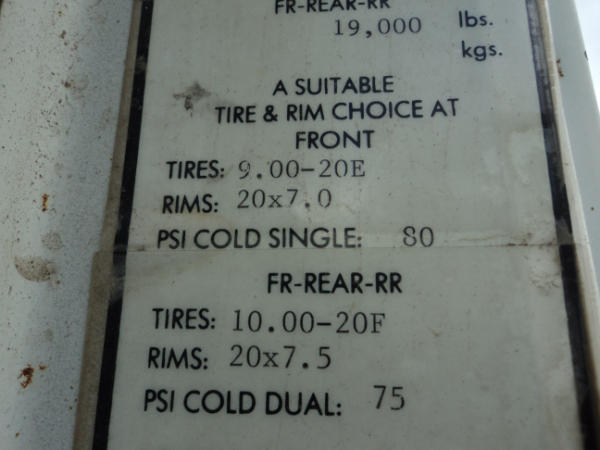 FR-REAR-RR
19,000 lbs.
kgs.
A SUITABLE
TIRE & RIM CHOICE AT
FRONT
TIRES: 9.00-20E
RIMS: 20x7.0
PSI COLD SINGLE: 80
FR-REAR-RR
TIRES: 10.00-20F
RIMS: 20x7.5
PSI COLD DUAL: 75